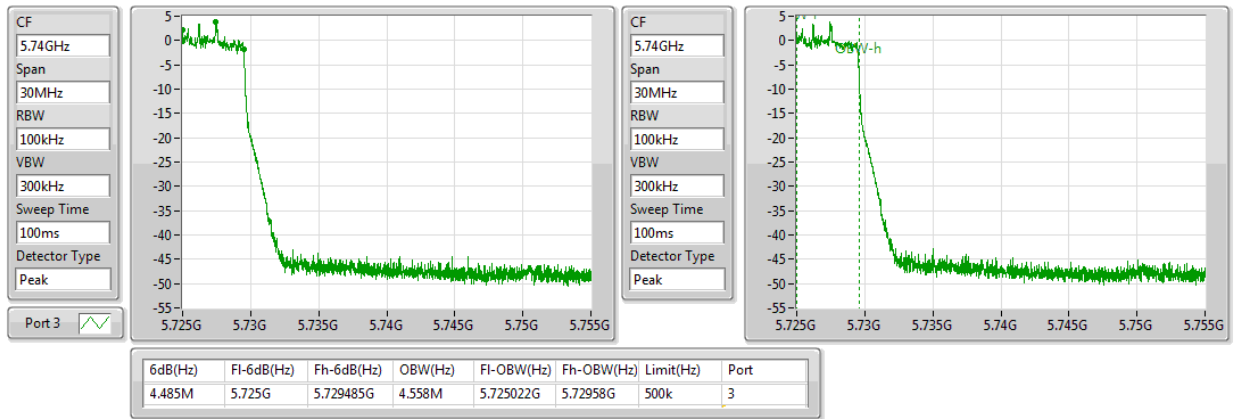 CF
5.74GHz
Span
30MHz
RBW
100kHz
VBW
300kHz
Sweep Time
100ms
Detector Type
Peak
Port 3
5
0
-5
-10
-15
-20
-25
-30
-35
-40
-45
-50
-55
5.725G 5.73G 5.735G 5.74G 5.745G 5.75G 5.755G
CF
5.74GHz
Span
30MHz
RBW
100kHz
VBW
300kHz
Sweep Time
100ms
Detector Type
Peak
5
0
-5
-10
-15
-20
-25
-30
-35
-40
-45
-50
-55
OBW-h
5.725G 5.73G 5.735G 5.74G 5.745G 5.75G 5.755G
6dB(Hz) Fl-6dB(Hz) Fh-6dB(Hz) OBW(Hz) Fl-OBW(Hz) Fh-OBW(Hz) Limit(Hz) Port
4.485M 5.725G 5.729485G 4.558M 5.725022G 5.72958G 500k 3